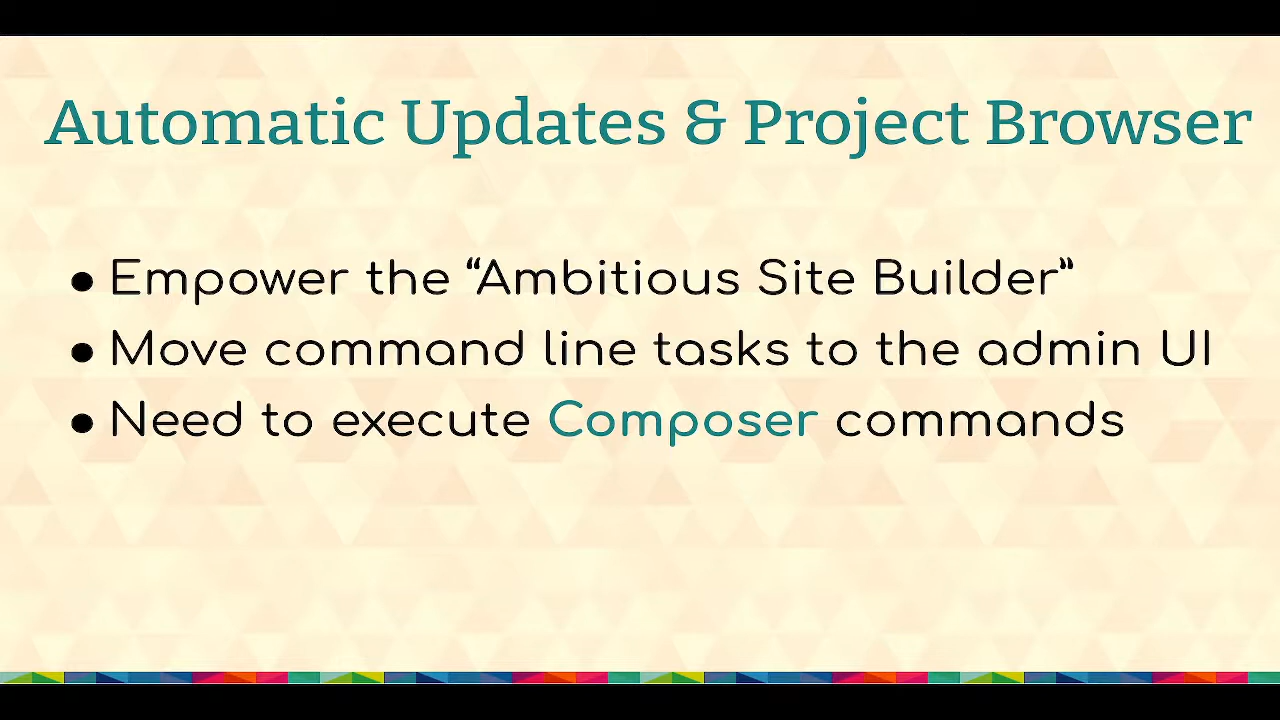 Automatic Updates & Project Browser
● Empower the “Ambitious Site Builder”
● Move command line tasks to the admin UI
● Need to execute Composer commands